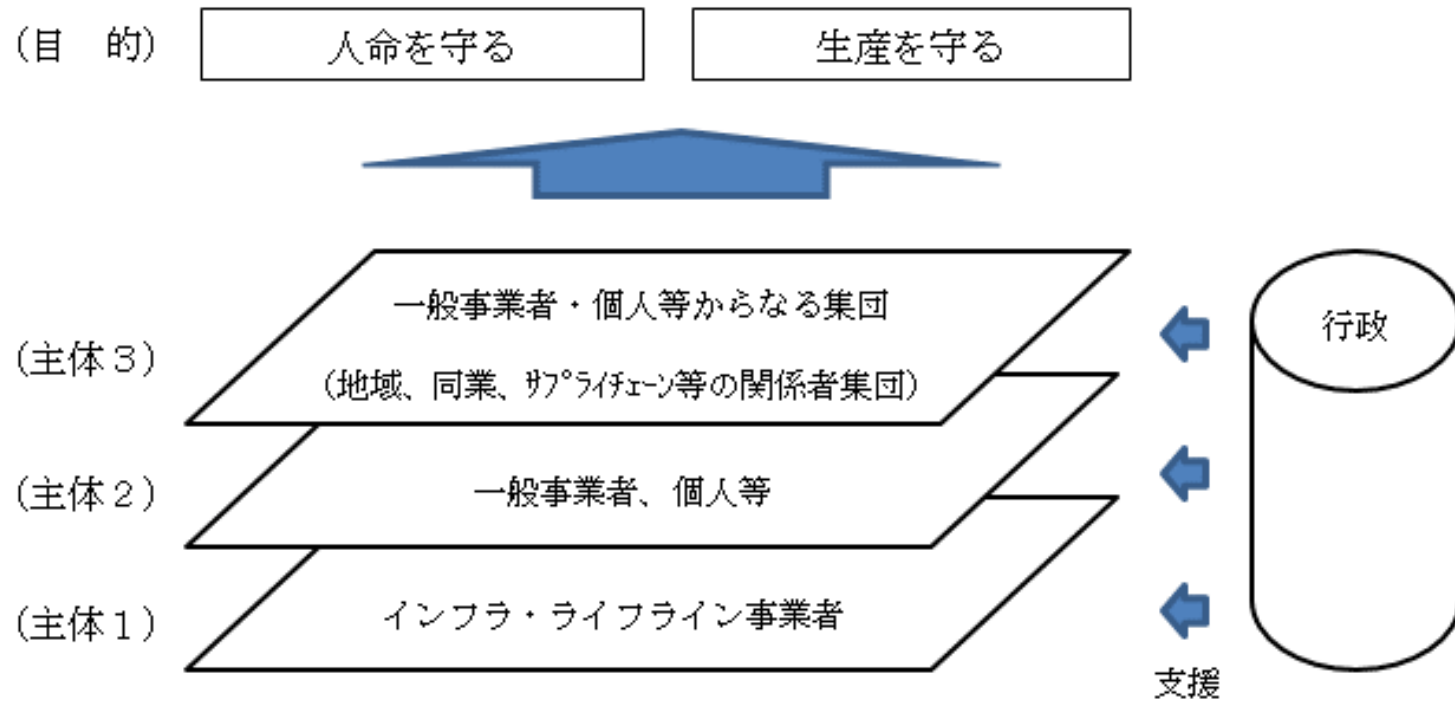 (目　的)
人命を守る
生産を守る
一般事業者・個人等からなる集団
(主体３)
(地域、同業、ｻﾌﾟﾗｲﾁｪｰﾝ等の関係者集団)
行政
(主体２)
一般事業者、個人等
(主体１)
インフラ・ライフライン事業者
支援